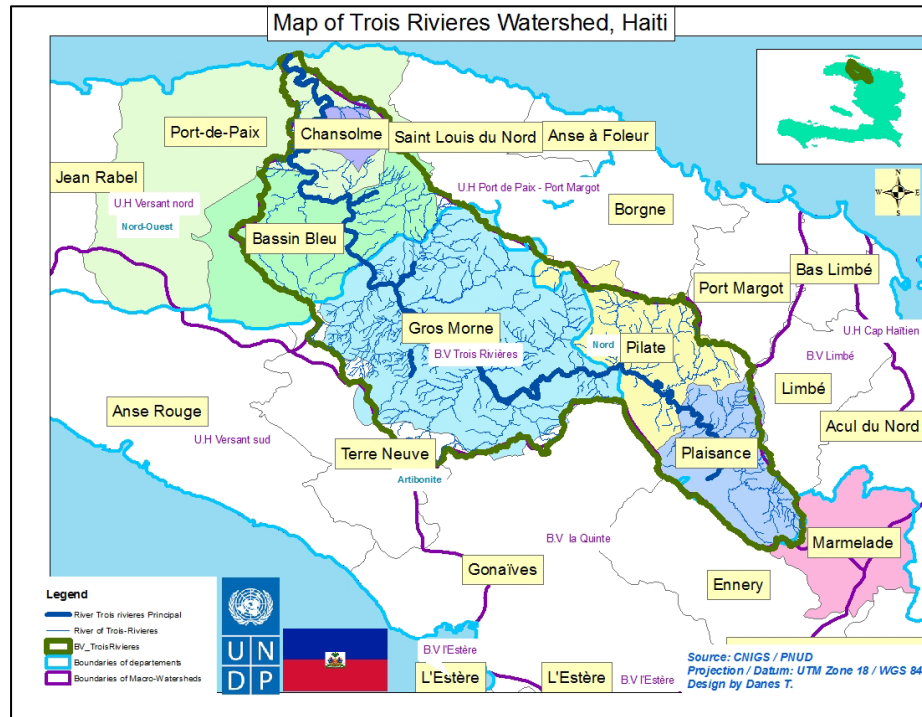 Map of Trois Rivieres Watershed, Haiti
Port-de-Paix
Chansolme
Saint Louis du Nord
Anse à Foleur
Jean Rabel
U.H Versant nord
Nord-Ouest
U.H Port de Paix - Port Margot
Borgne
Bassin Bleu
Port Margot
Bas Limbé
U.H Cap Haïtien
Gros Morne
B.V Trois Rivières
Nord
Pilate
B.V Limbé
Limbé
Anse Rouge
U.H Versant sud
Terre Neuve
Artibonite
Plaisance
Acul du Nord
B.V la Quinte
Marmelade
Gonaïves
Ennery
Legend
River Trois rivieres Principal
River of Trois-Rivieres
BV_TroisRivieres
Boundaries of departements
Boundaries of Macro-Watersheds
U N
D P
B.V l'Estère
L'Estère
L'Estère
B.V l'Estère
Source: CNIGS / PNUD
Projection / Datum: UTM Zone 18 / WGS 84
Design by Danes T.
N
W
E
S